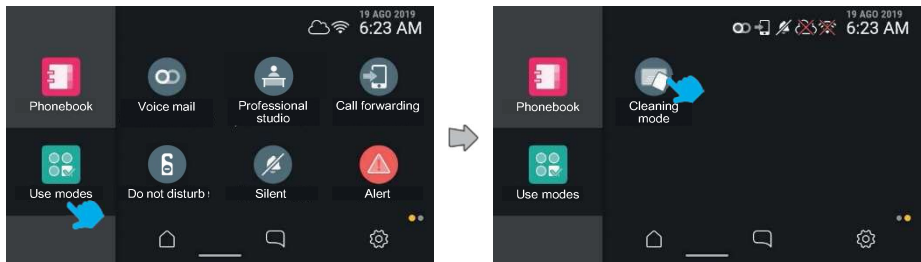 19 AGO 2019
6:23 AM
Phonebook
Voice mail
Professional
studio
Call forwarding
Use modes
Do not disturb
Silent
Alert
19 AGO 2019
6:23 AM
Phonebook
Cleaning
mode
Use modes